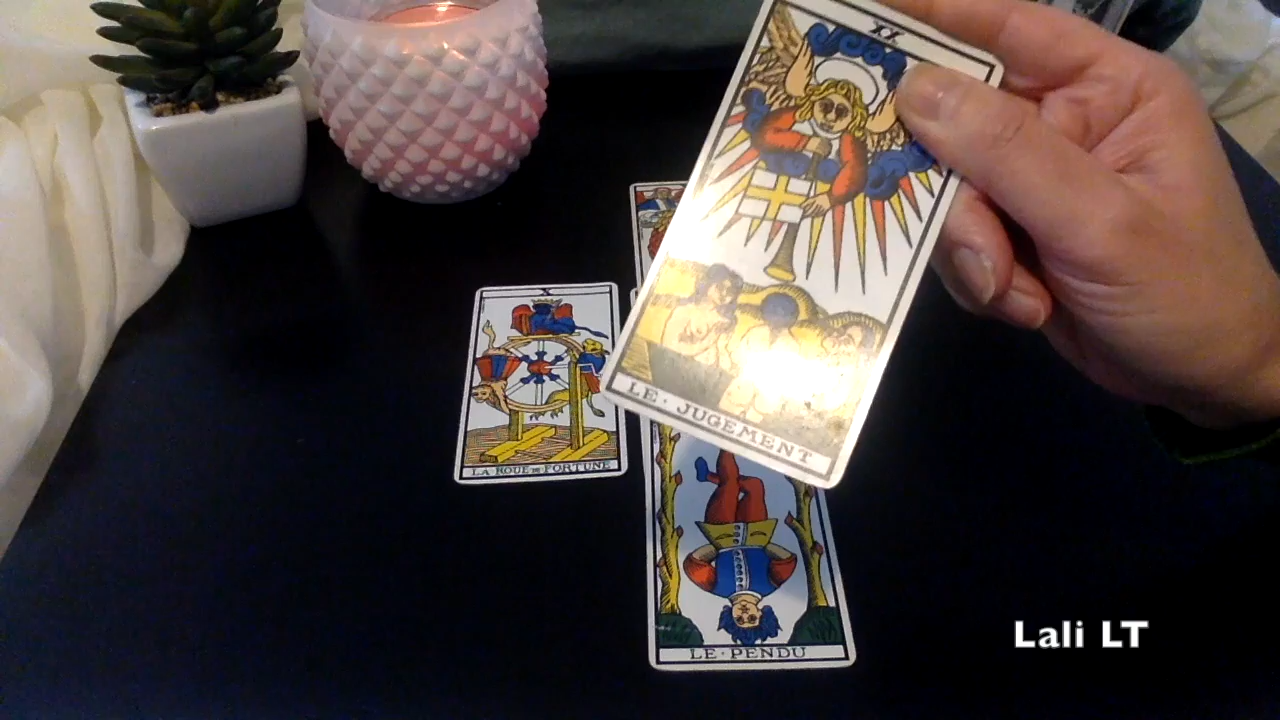 XX
LE · JUGEMENT
X
LA ROUE DE FORTUNE
LE · PENDU
Lali LT